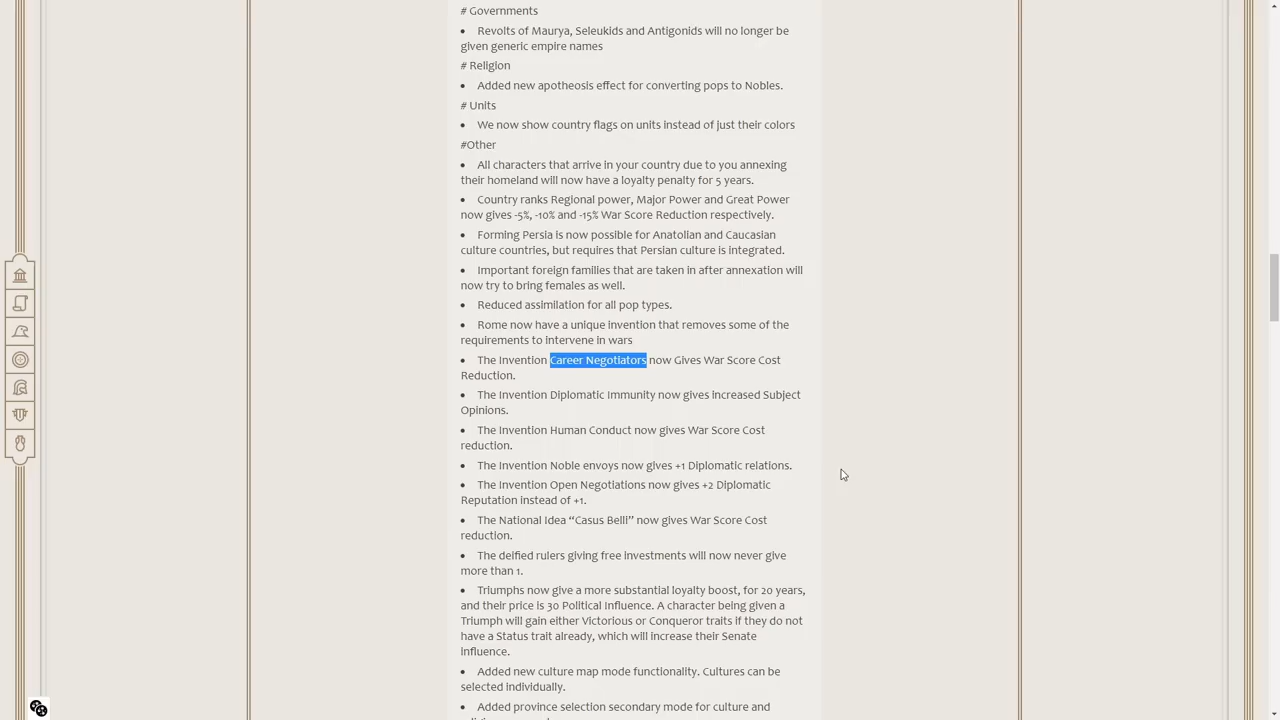 # Governments
• Revolts of Maurya, Seleukids and Antigonids will no longer be
given generic empire names
# Religion
• Added new apotheosis effect for converting pops to Nobles.
# Units
• We now show country flags on units instead of just their colors
#Other
• All characters that arrive in your country due to you annexing
their homeland will now have a loyalty penalty for 5 years.
• Country ranks Regional power, Major Power and Great Power
now gives -5%, -10% and -15% War Score Reduction respectively.
• Forming Persia is now possible for Anatolian and Caucasian
culture countries, but requires that Persian culture is integrated.
• Important foreign families that are taken in after annexation will
now try to bring females as well.
• Reduced assimilation for all pop types.
• Rome now have a unique invention that removes some of the
requirements to intervene in wars
• The Invention Career Negotiators now Gives War Score Cost
Reduction.
• The Invention Diplomatic Immunity now gives increased Subject
Opinions.
• The Invention Human Conduct now gives War Score Cost
reduction.
• The Invention Noble envoys now gives +1 Diplomatic relations.
• The Invention Open Negotiations now gives +2 Diplomatic
Reputation instead of +1.
• The National Idea “Casus Belli” now gives War Score Cost
reduction.
• The deified rulers giving free investments will now never give
more than 1.
• Triumphs now give a more substantial loyalty boost, for 20 years,
and their price is 30 Political Influence. A character being given a
Triumph will gain either Victorious or Conqueror traits if they do not
have a Status trait already, which will increase their Senate
influence.
• Added new culture map mode functionality. Cultures can be
selected individually.
• Added province selection secondary mode for culture and